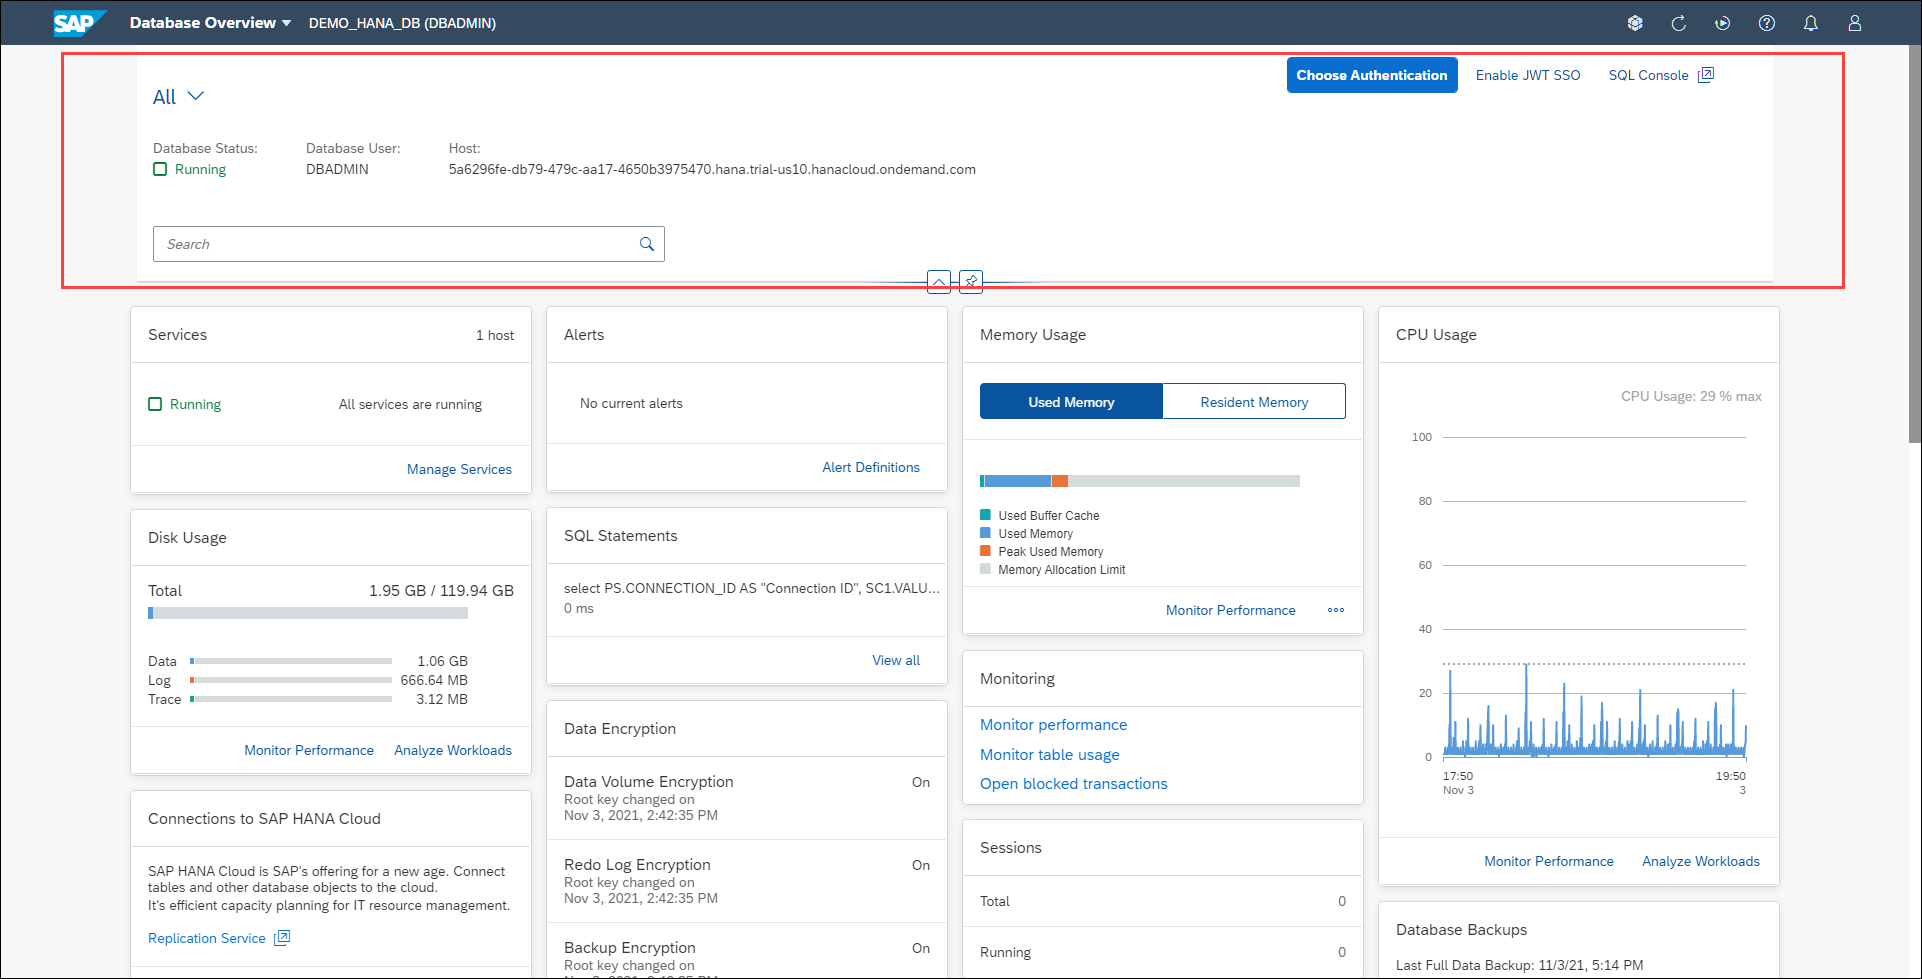 SAP Database Overview DEMO_HANA_DB (DBADMIN)
Choose Authentication Enable JWT SSO SQL Console
All
Database Status: Database User: Host:
Running DBADMIN 5a6296fe-db79-479c-aa17-4650b3975470.hana.trial-us10.hanacloud.ondemand.com
Search
Services 1 host
Running All services are running
Manage Services
Disk Usage
Total 1.95 GB / 119.94 GB
Data 1.06 GB
Log 666.64 MB
Trace 3.12 MB
Monitor Performance Analyze Workloads
Connections to SAP HANA Cloud
SAP HANA Cloud is SAP's offering for a new age. Connect
tables and other database objects to the cloud.
It's efficient capacity planning for IT resource management.
Replication Service
Alerts
No current alerts
Alert Definitions
SQL Statements
select PS.CONNECTION_ID AS "Connection ID", SC1.VALU...
0 ms
View all
Data Encryption
Data Volume Encryption On
Root key changed on
Nov 3, 2021, 2:42:35 PM
Redo Log Encryption On
Root key changed on
Nov 3, 2021, 2:42:35 PM
Backup Encryption On
Root key changed on
Memory Usage
Used Memory Resident Memory
Used Buffer Cache
Used Memory
Peak Used Memory
Memory Allocation Limit
Monitor Performance
Monitoring
Monitor performance
Monitor table usage
Open blocked transactions
Sessions
Total 0
Running 0
CPU Usage
CPU Usage: 29 % max
100
80
60
40
20
0
17:50 19:50
Nov 3 3
Monitor Performance Analyze Workloads
Database Backups
Last Full Data Backup: 11/3/21, 5:14 PM